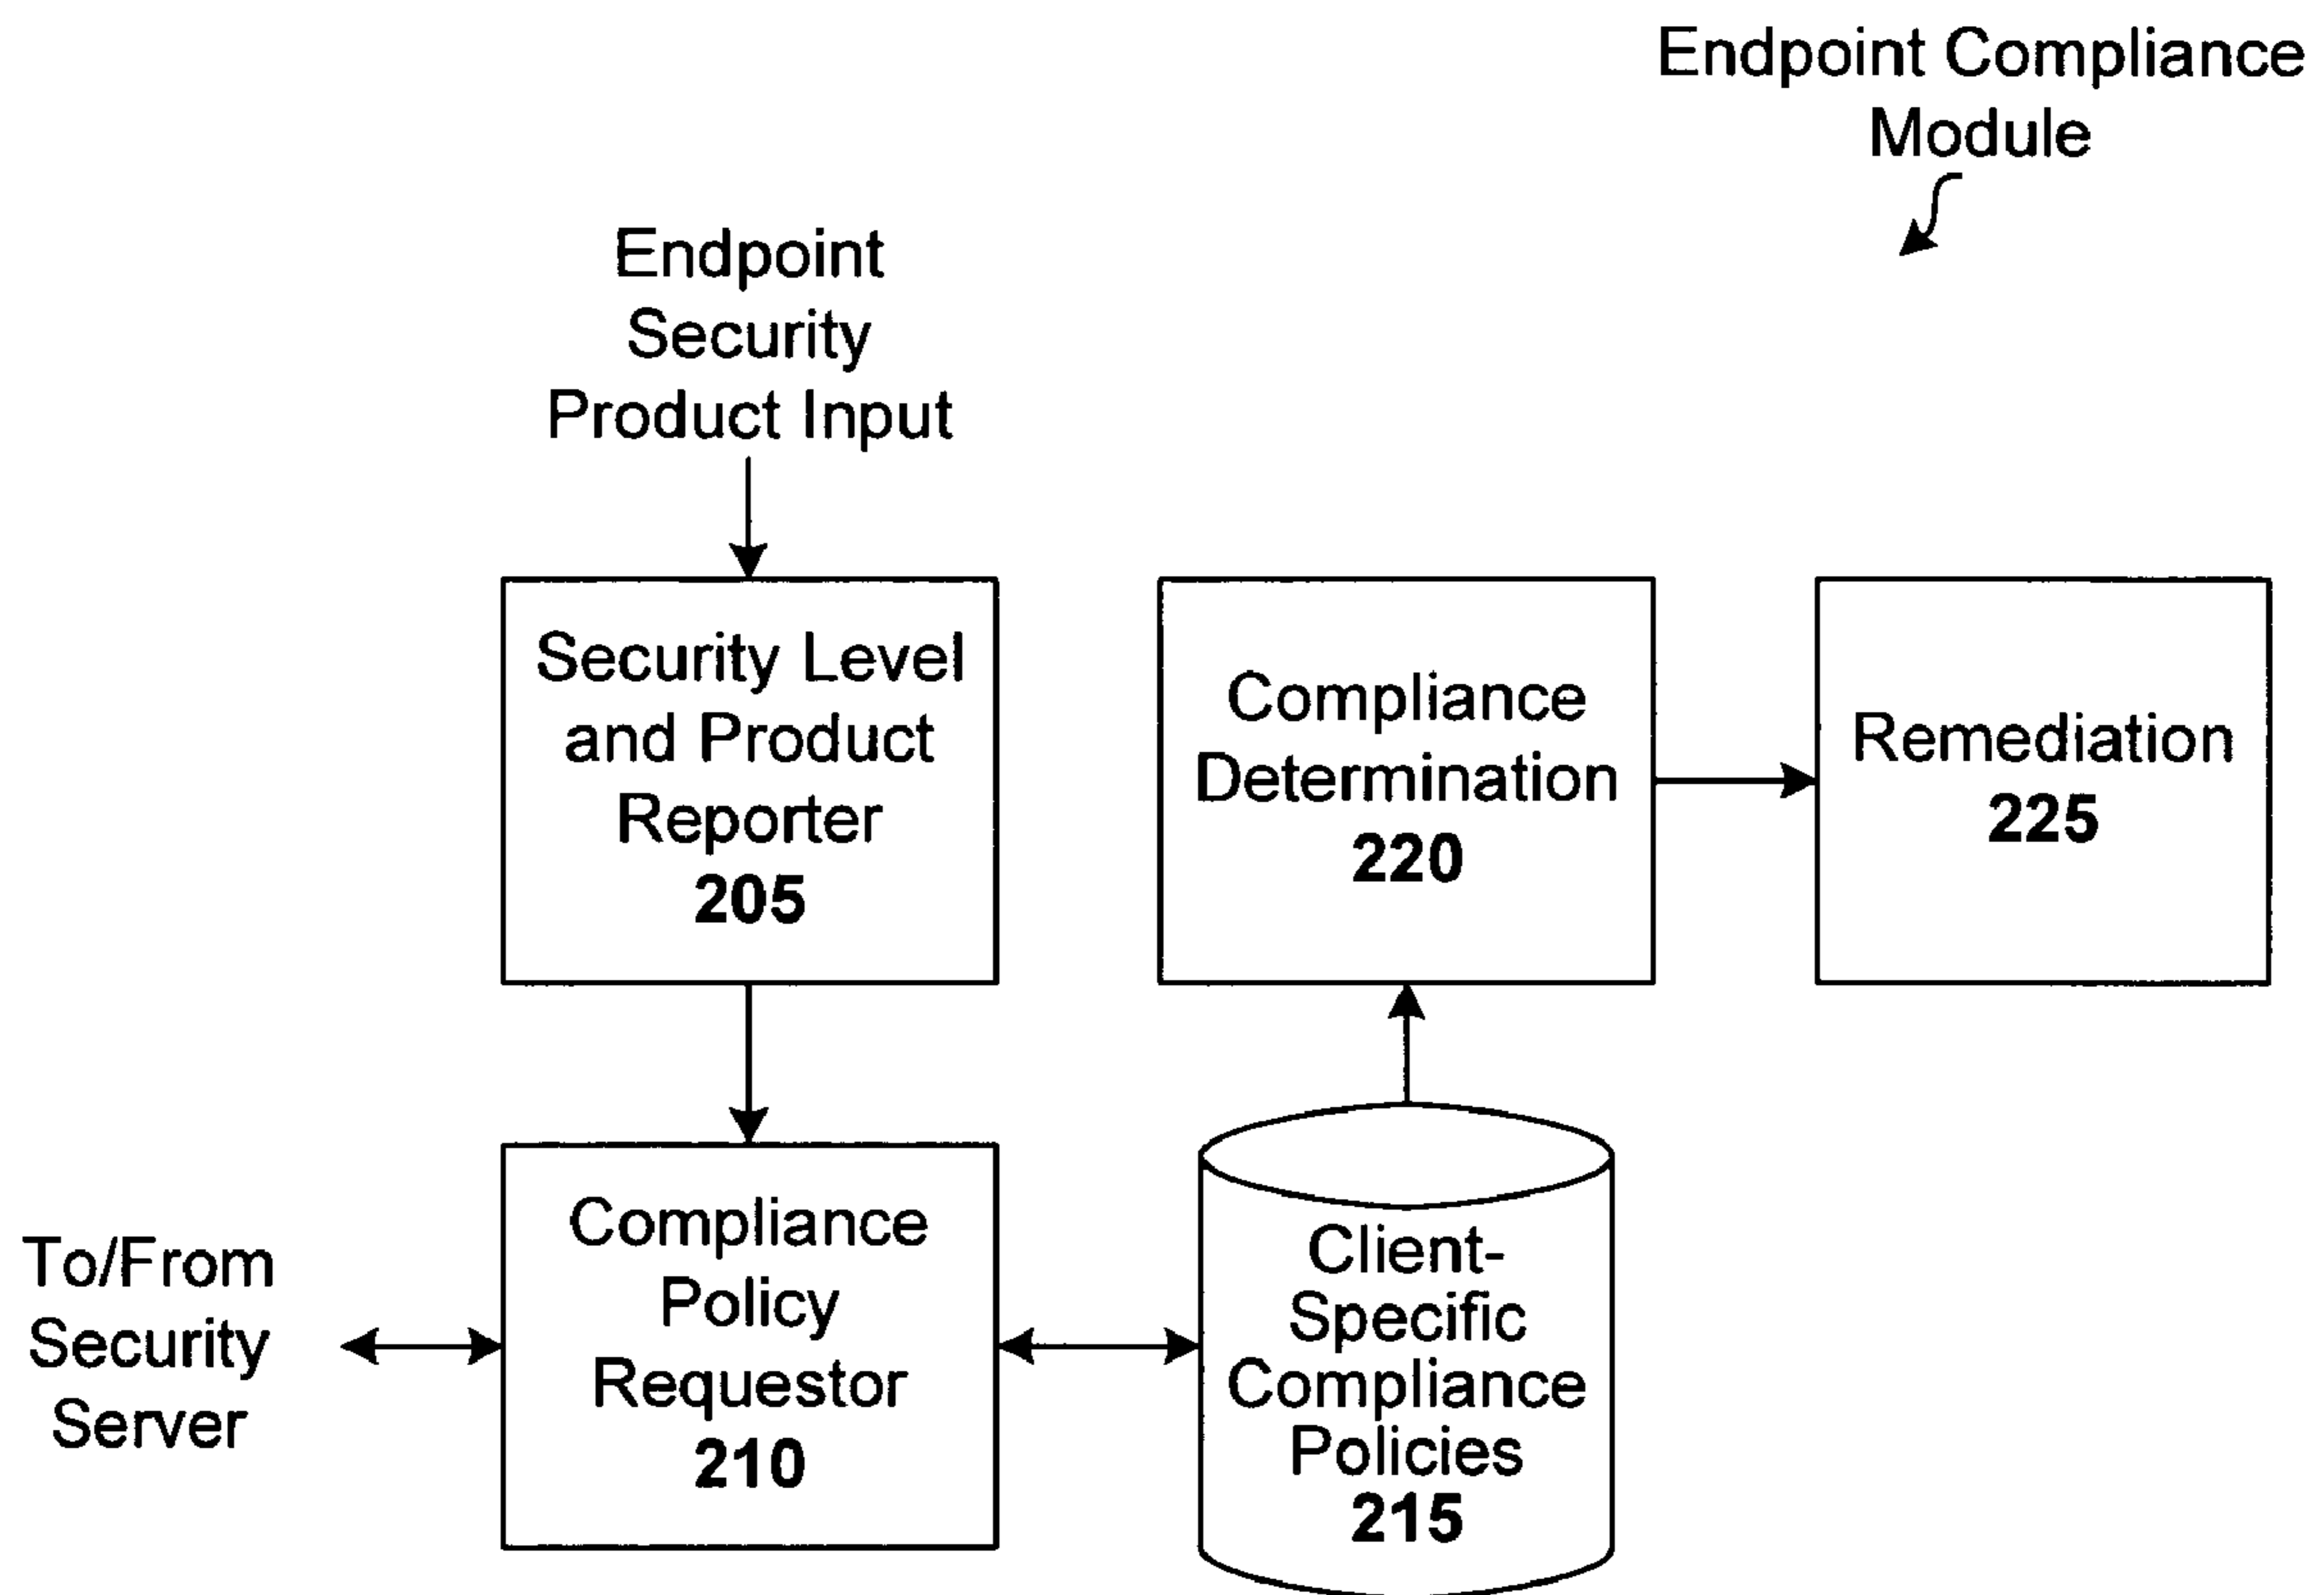 Endpoint Compliance
Module
Endpoint
Security
Product Input
Security Level
and Product
Reporter
205
Compliance
Determination
220
Remediation
225
To/From
Security
Server
Compliance
Policy
Requestor
210
Client-
Specific
Compliance
Policies
215